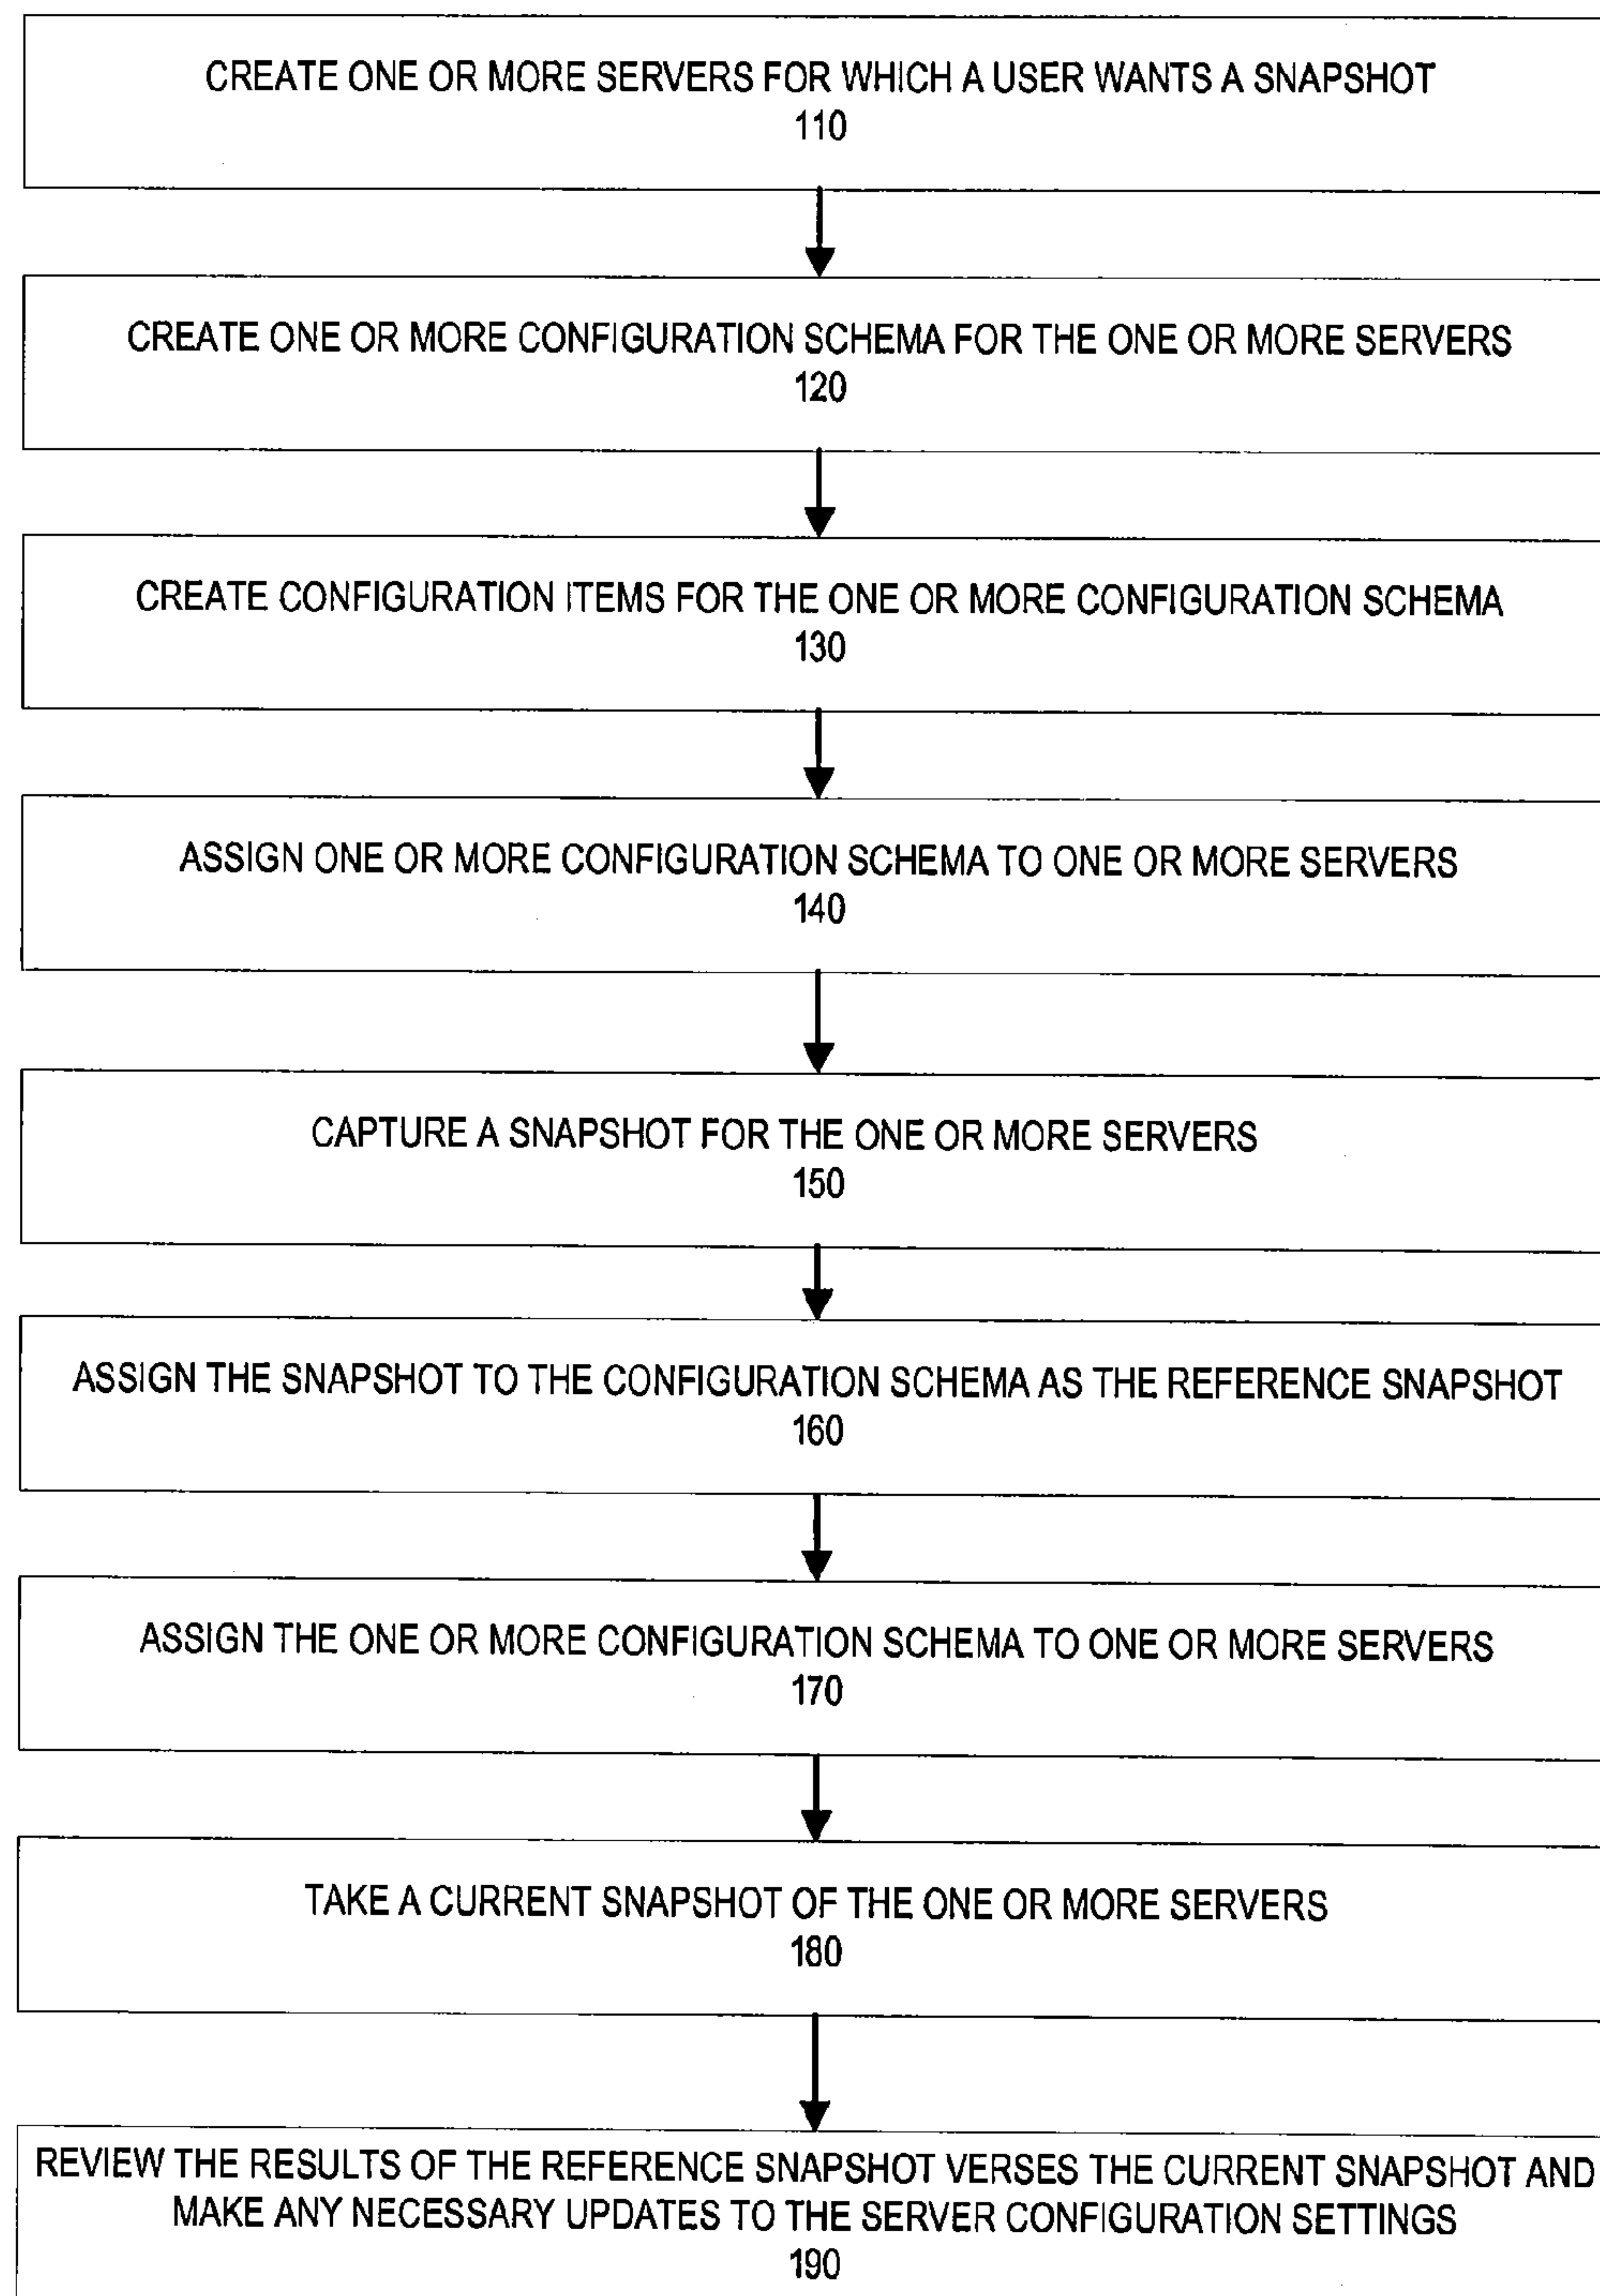 CREATE ONE OR MORE SERVERS FOR WHICH A USER WANTS A SNAPSHOT
110
CREATE ONE OR MORE CONFIGURATION SCHEMA FOR THE ONE OR MORE SERVERS
120
CREATE CONFIGURATION ITEMS FOR THE ONE OR MORE CONFIGURATION SCHEMA
130
ASSIGN ONE OR MORE CONFIGURATION SCHEMA TO ONE OR MORE SERVERS
140
CAPTURE A SNAPSHOT FOR THE ONE OR MORE SERVERS
150
ASSIGN THE SNAPSHOT TO THE CONFIGURATION SCHEMA AS THE REFERENCE SNAPSHOT
160
ASSIGN THE ONE OR MORE CONFIGURATION SCHEMA TO ONE OR MORE SERVERS
170
TAKE A CURRENT SNAPSHOT OF THE ONE OR MORE SERVERS
180
REVIEW THE RESULTS OF THE REFERENCE SNAPSHOT VERSES THE CURRENT SNAPSHOT AND
MAKE ANY NECESSARY UPDATES TO THE SERVER CONFIGURATION SETTINGS
190